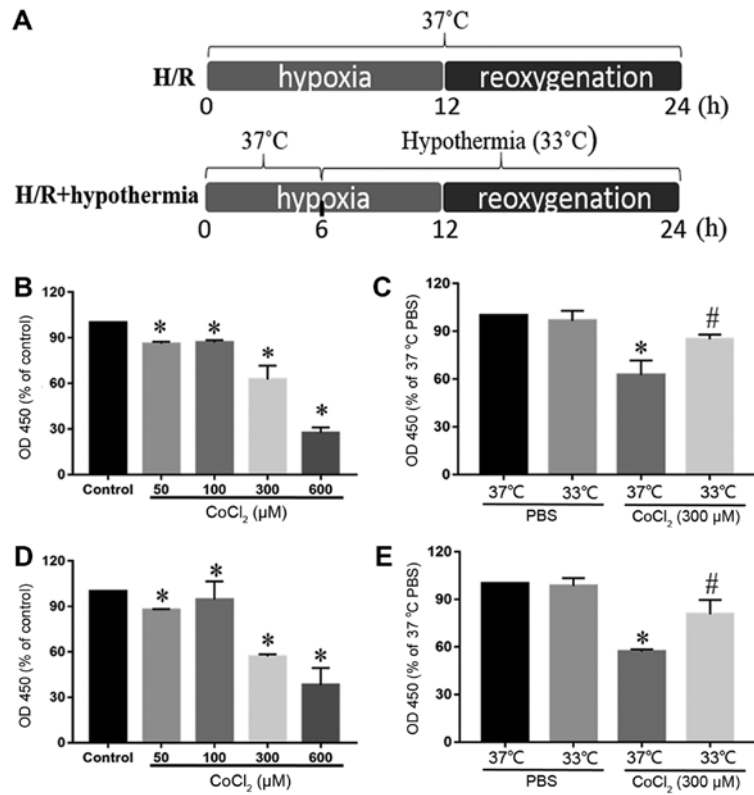 A
37°C
H/R
hypoxia
reoxygenation
0
12
24 (h)
37°C
Hypothermia (33°C)
H/R+hypothermia
hypoxia
reoxygenation
0
6
12
24 (h)
B
OD 450 (% of control)
120
90
60
30
0
*
*
*
*
Control
50
100
300
600
CoCl₂ (µM)
C
OD 450 (% of 37 °C PBS)
120
90
60
30
0
*
#
37°C
33°C
37°C
33°C
PBS
CoCl₂ (300 µM)
D
OD 450 (% of control)
120
90
60
30
0
*
*
*
*
Control
50
100
300
600
CoCl₂ (µM)
E
OD 450 (% of 37 °C PBS)
120
90
60
30
0
*
#
37°C
33°C
37°C
33°C
PBS
CoCl₂ (300 µM)